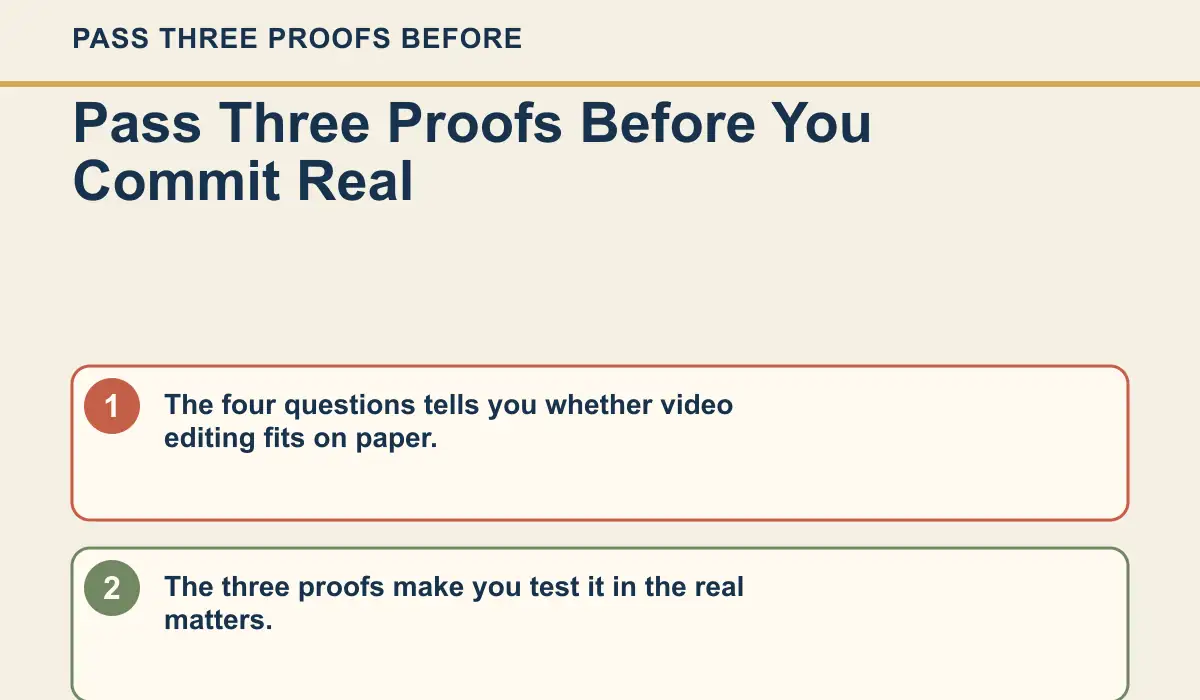 PASS THREE PROOFS BEFORE
Pass Three Proofs Before You
Commit Real
1
The four questions tells you whether video
editing fits on paper.
2
The three proofs make you test it in the real
matters.